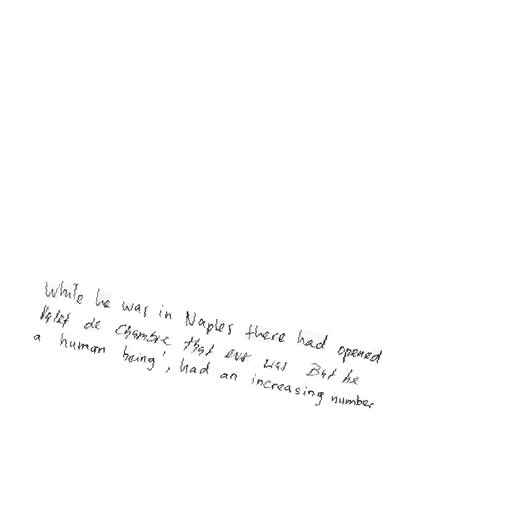 While he was in Naples there had opened
Valet de Chambre that ever was But he
a human being', had an increasing number